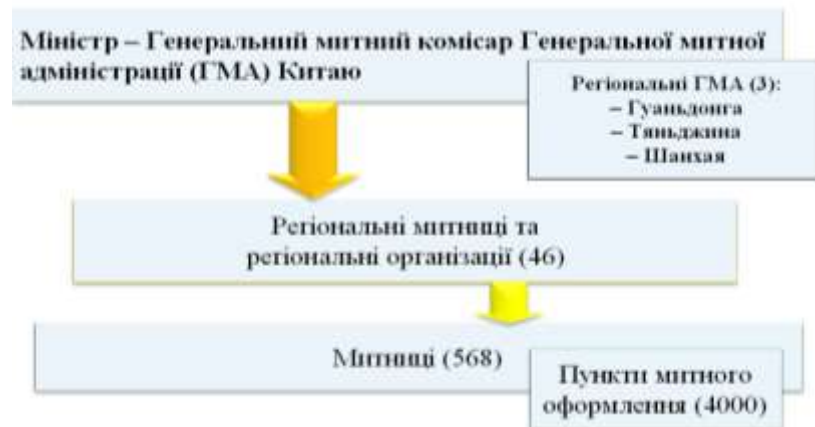 Міністр – Генеральний митний комісар Генеральної митної
адміністрації (ГМА) Китаю
Регіональні ГМА (3):
– Гуаньдонга
– Тяньджина
– Шанхая
Регіональні митниці та
регіональні організації (46)
Митниці (568)
Пункти митного
оформлення (4000)